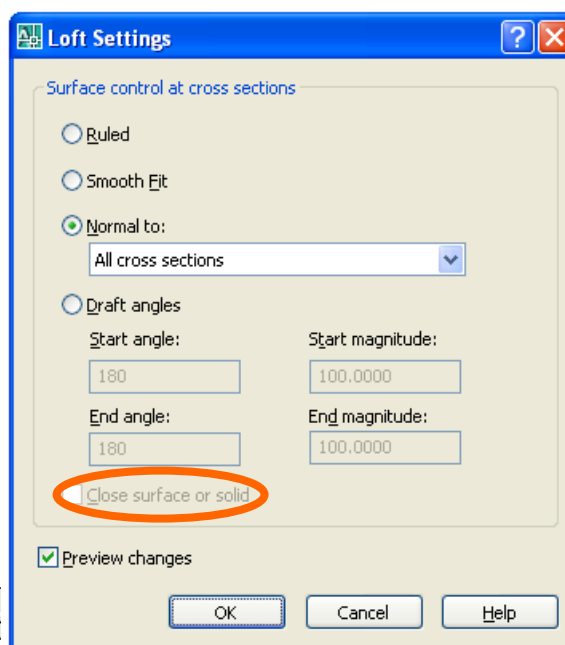 Loft Settings
Surface control at cross sections
Ruled
Smooth Fit
Normal to:
All cross sections
Draft angles
Start angle: Start magnitude:
180 100.0000
End angle: End magnitude:
180 100.0000
Close surface or solid
Preview changes
OK Cancel Help